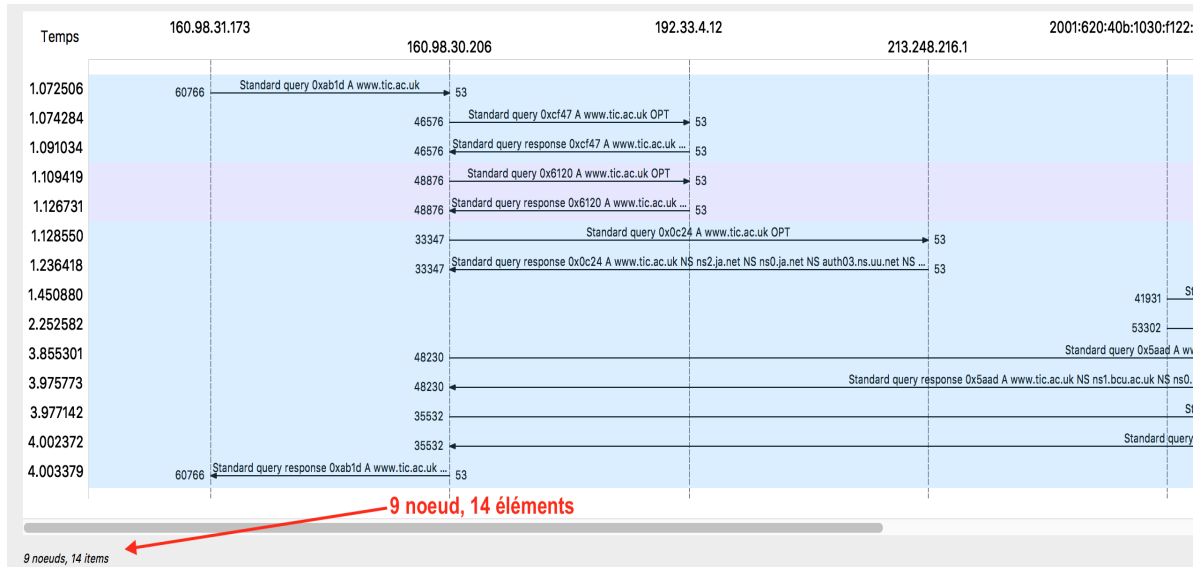 Temps 160.98.31.173 192.33.4.12 2001:620:40b:1030:f122:
160.98.30.206 213.248.216.1
1.072506 60766 Standard query 0xab1d A www.tic.ac.uk 53
1.074284 46576 Standard query 0xcf47 A www.tic.ac.uk OPT 53
1.091034 46576 Standard query response 0xcf47 A www.tic.ac.uk ... 53
1.109419 48876 Standard query 0x6120 A www.tic.ac.uk OPT 53
1.126731 48876 Standard query response 0x6120 A www.tic.ac.uk ... 53
1.128550 33347 Standard query 0x0c24 A www.tic.ac.uk OPT 53
1.236418 33347 Standard query response 0x0c24 A www.tic.ac.uk NS ns2.ja.net NS ns0.ja.net NS auth03.ns.uu.net NS ... 53
1.450880 41931
2.252582 53302
3.855301 48230 Standard query 0x5aad A
3.975773 48230 Standard query response 0x5aad A www.tic.ac.uk NS ns1.bcu.ac.uk NS ns0.
3.977142 35532
4.002372 35532 Standard query
4.003379 60766 Standard query response 0xab1d A www.tic.ac.uk ... 53
9 noeud, 14 éléments
9 noeuds, 14 items